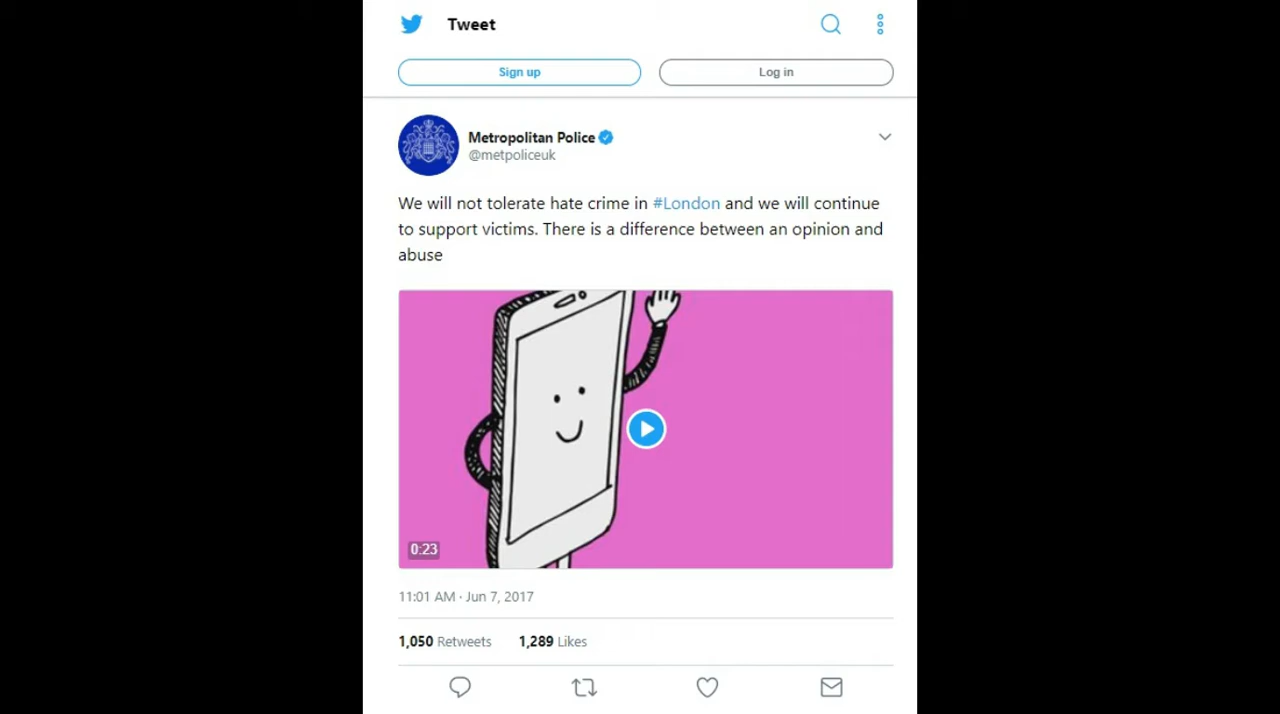 Tweet
Sign up
Log in
Metropolitan Police
@metpoliceuk
We will not tolerate hate crime in #London and we will continue
to support victims. There is a difference between an opinion and
abuse
0:23
11:01 AM · Jun 7, 2017
1,050 Retweets 1,289 Likes